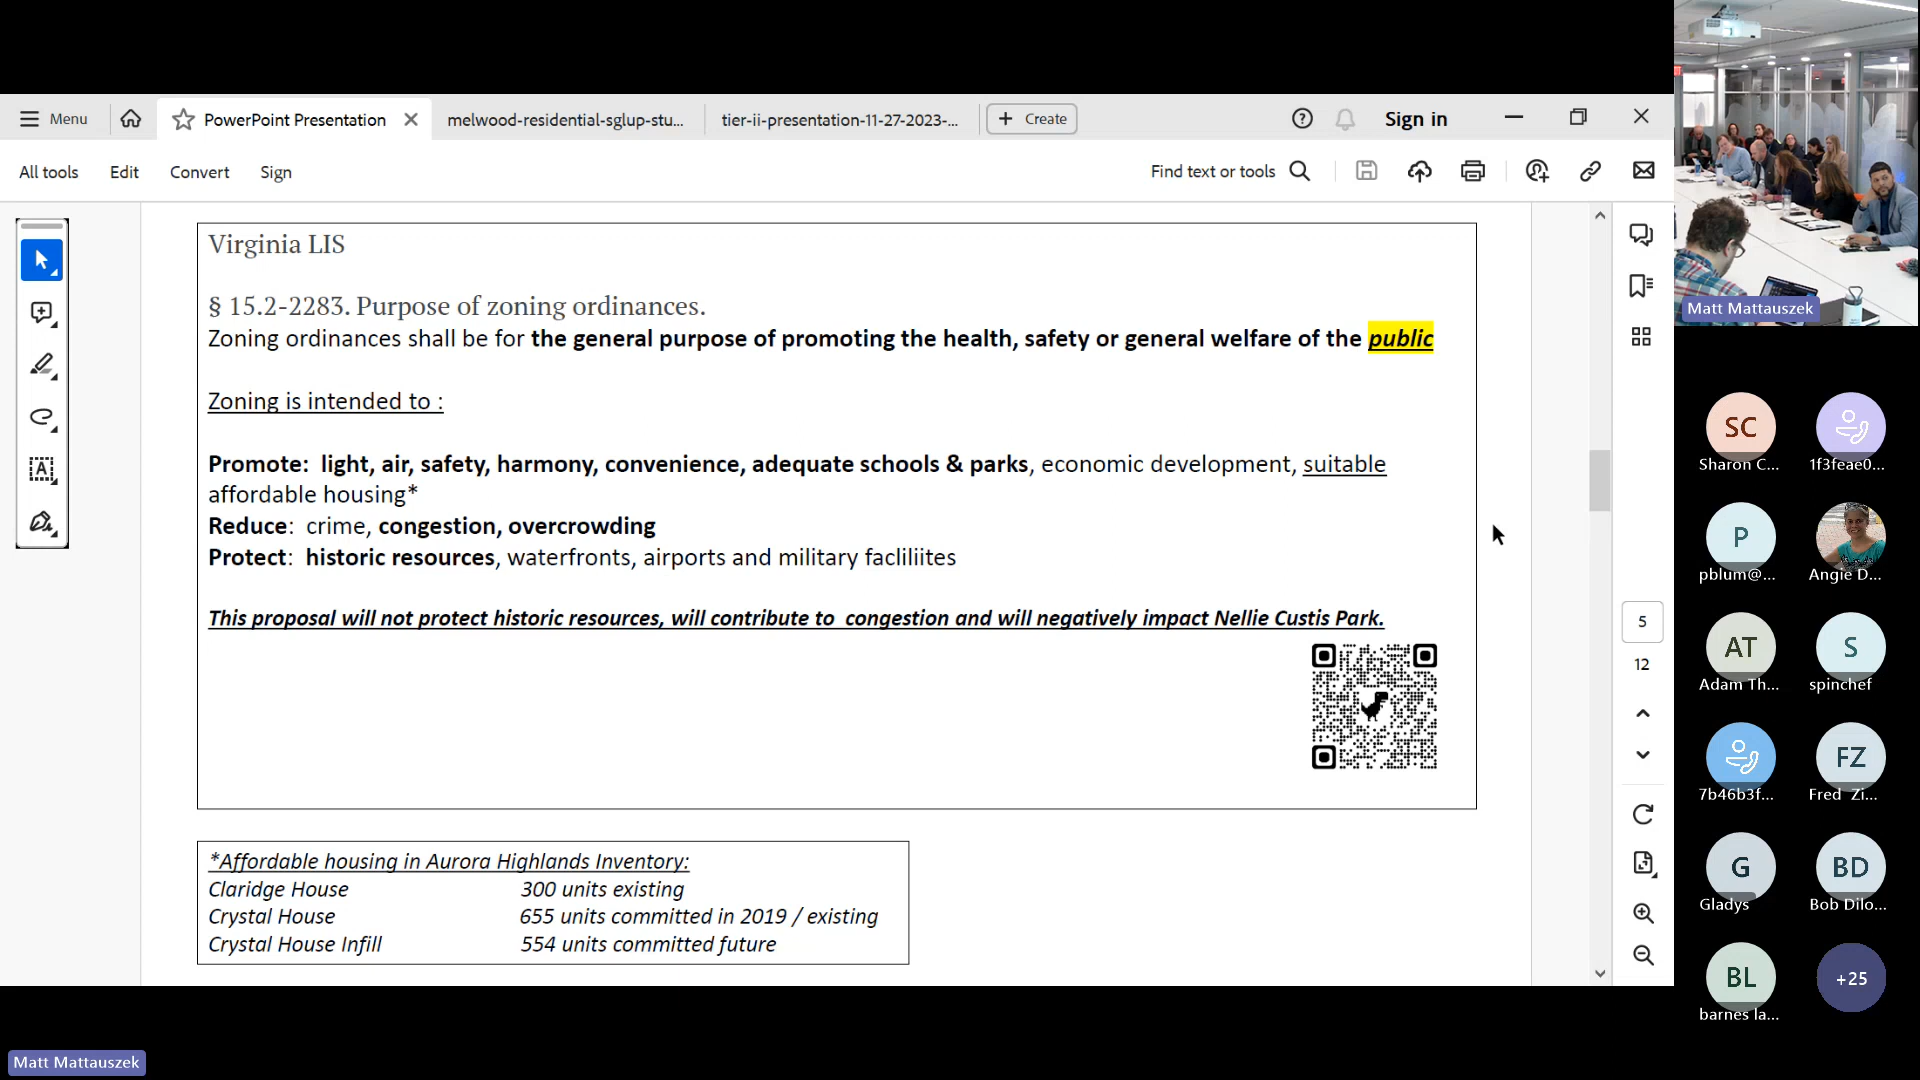 Menu
PowerPoint Presentation
melwood-residential-sglup-stu...
tier-ii-presentation-11-27-2023-...
Create
Sign in
All tools
Edit
Convert
Sign
Find text or tools
Virginia LIS
§ 15.2-2283. Purpose of zoning ordinances.
Zoning ordinances shall be for the general purpose of promoting the health, safety or general welfare of the public
Zoning is intended to :
Promote: light, air, safety, harmony, convenience, adequate schools & parks, economic development, suitable
affordable housing*
Reduce: crime, congestion, overcrowding
Protect: historic resources, waterfronts, airports and military facliliites
This proposal will not protect historic resources, will contribute to congestion and will negatively impact Nellie Custis Park.
*Affordable housing in Aurora Highlands Inventory:
Claridge House 300 units existing
Crystal House 655 units committed in 2019 / existing
Crystal House Infill 554 units committed future
5
12
Matt Mattauszek
SC
Sharon C...
1f3feae0...
P
pblum@...
Angie D...
AT
Adam Th...
S
spinchef
7b46b3f...
FZ
Fred Zi...
G
Gladys
BD
Bob Dilo...
BL
barnes la...
+25
Matt Mattauszek